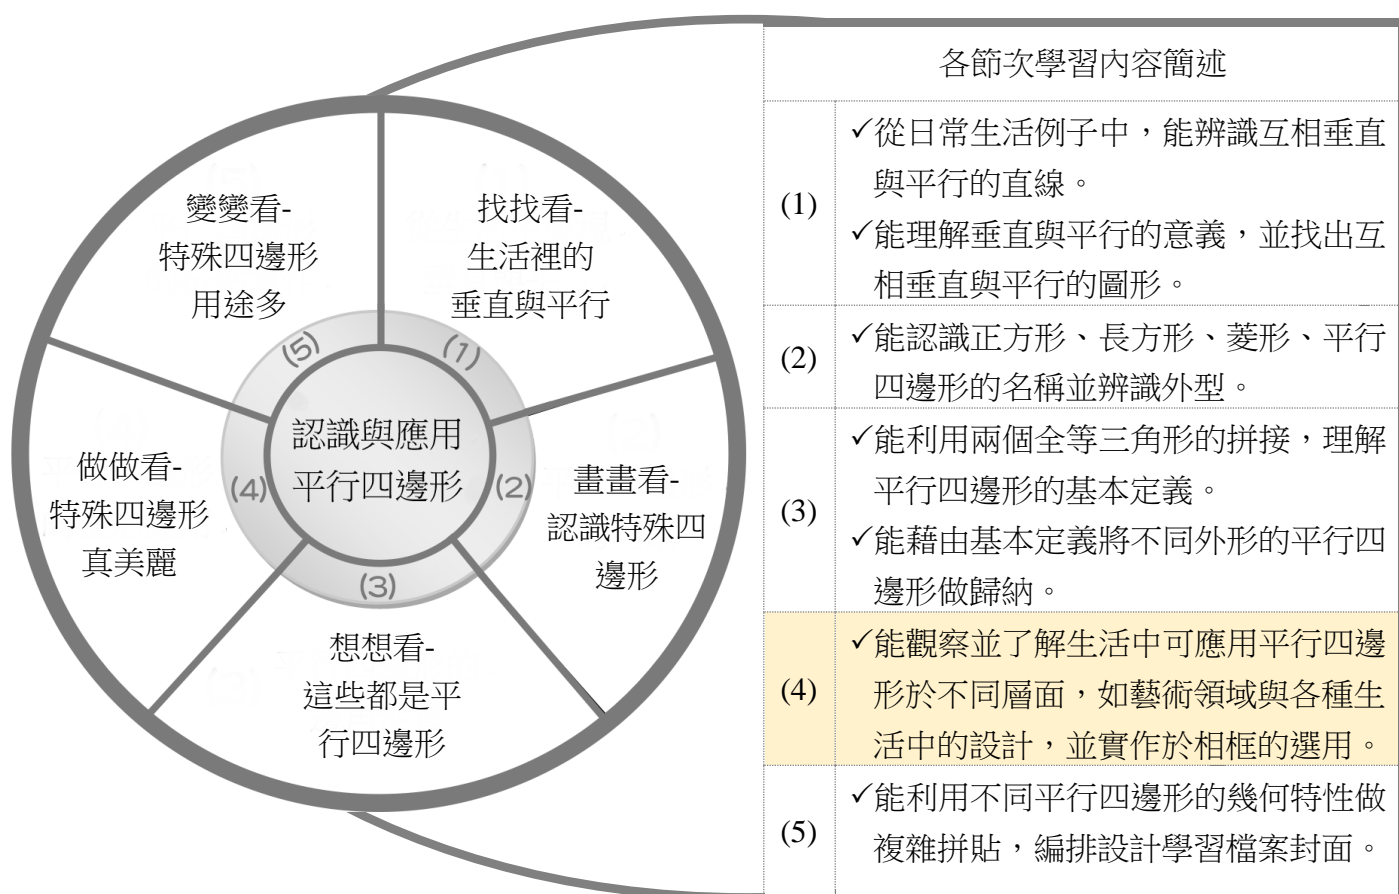 變變看-
特殊四邊形
用途多
找找看-
生活裡的
垂直與平行
(5)
(1)
認識與應用
平行四邊形
做做看-
特殊四邊形
真美麗
(4)
(2)
畫畫看-
認識特殊四
邊形
(3)
想想看-
這些都是平
行四邊形
各節次學習內容簡述
(1)
✓從日常生活例子中，能辨識互相垂直
與平行的直線。
✓能理解垂直與平行的意義，並找出互
相垂直與平行的圖形。
(2)
✓能認識正方形、長方形、菱形、平行
四邊形的名稱並辨識外型。
(3)
✓能利用兩個全等三角形的拼接，理解
平行四邊形的基本定義。
✓能藉由基本定義將不同外形的平行四
邊形做歸納。
(4)
✓能觀察並了解生活中可應用平行四邊
形於不同層面，如藝術領域與各種生
活中的設計，並實作於相框的選用。
(5)
✓能利用不同平行四邊形的幾何特性做
複雜拼貼，編排設計學習檔案封面。